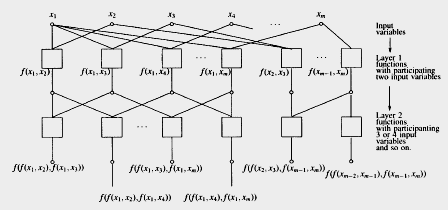 x1 x2 x3 x4 · · · xm
Input
variables
Layer 1
functions
with participating
two input variables
f(x1, x2) f(x1, x3) f(x1, x4) · · · f(x1, xm) f(x2, x3) · · · f(xm−1, xm)
Layer 2
functions
with participanting
3 or 4 input
variables
and so on.
· · · · · · · · ·
f(f(x1, x2), f(x1, x3)) f(f(x1, x3), f(x1, xm)) f(f(x2, x3), f(xm−1, xm)) f(f(xm−2, xm−1), f(xm−1, xm))
f(f(x1, x2), f(x1, x4)) f(f(x1, x4), f(x1, xm))